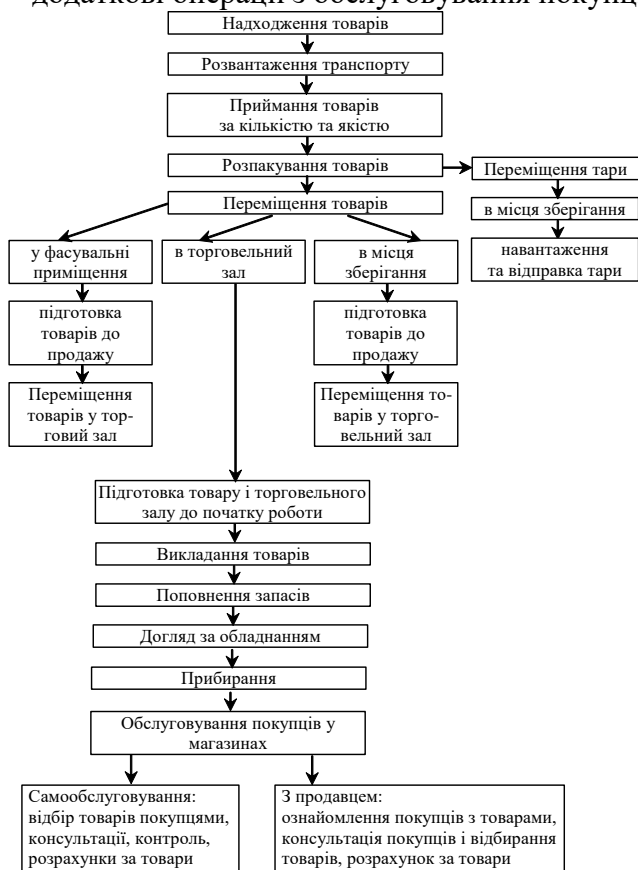 додаткові операції з обслуговування покупц
Надходження товарів
Розвантаження транспорту
Приймання товарів
за кількістю та якістю
Розпакування товарів
Переміщення тари
Переміщення товарів
в місця зберігання
навантаження
та відправка тари
у фасувальні
приміщення
в торговельний
зал
в місця
зберігання
підготовка
товарів до
продажу
підготовка
товарів до
продажу
Переміщення
товарів у тор-
говий зал
Переміщення то-
варів у торго-
вельний зал
Підготовка товару і торговельного
залу до початку роботи
Викладання товарів
Поповнення запасів
Догляд за обладнанням
Прибирання
Обслуговування покупців у
магазинах
Самообслуговування:
відбір товарів покупцями,
консультації, контроль,
розрахунки за товари
З продавцем:
ознайомлення покупців з товарами,
консультація покупців і відбирання
товарів, розрахунок за товари